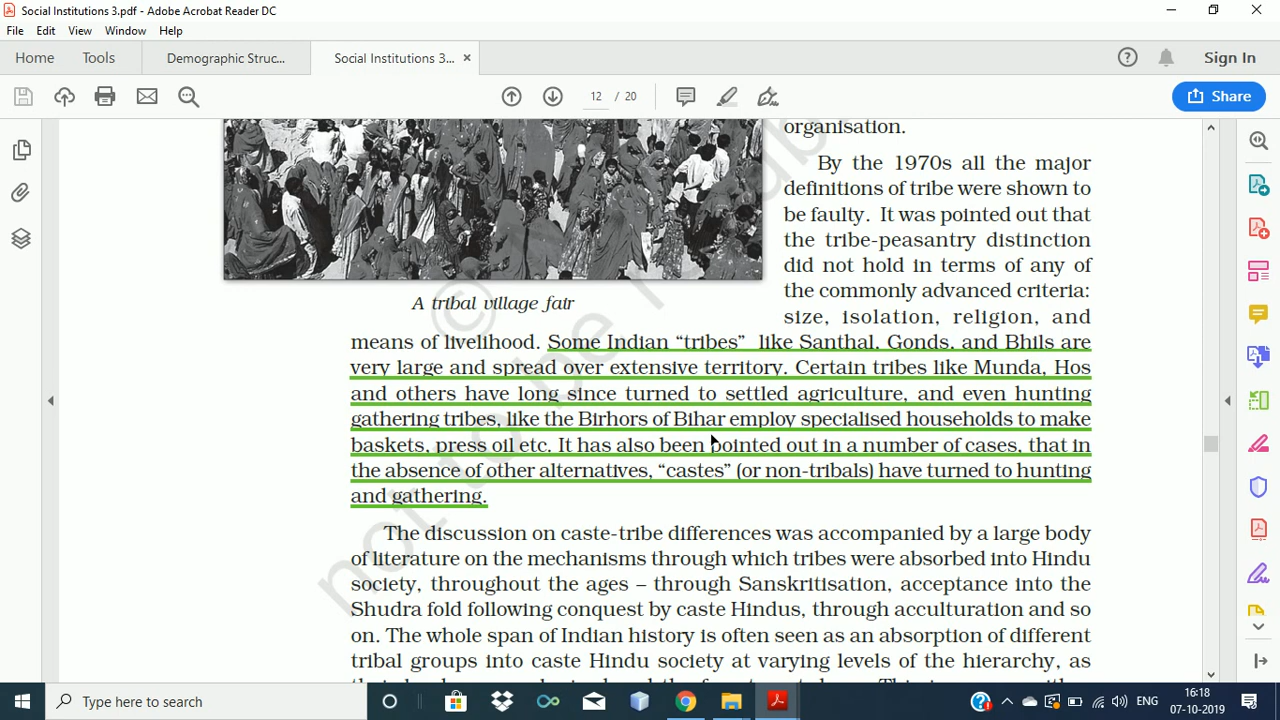 Social Institutions 3.pdf - Adobe Acrobat Reader DC
File Edit View Window Help
Home Tools Demographic Struc... Social Institutions 3... ×
Sign In
12 / 20
Share
organisation.
By the 1970s all the major
definitions of tribe were shown to
be faulty. It was pointed out that
the tribe-peasantry distinction
did not hold in terms of any of
the commonly advanced criteria:
A tribal village fair
size, isolation, religion, and
means of livelihood. Some Indian “tribes” like Santhal, Gonds, and Bhils are
very large and spread over extensive territory. Certain tribes like Munda, Hos
and others have long since turned to settled agriculture, and even hunting
gathering tribes, like the Birhors of Bihar employ specialised households to make
baskets, press oil etc. It has also been pointed out in a number of cases, that in
the absence of other alternatives, “castes” (or non-tribals) have turned to hunting
and gathering.
The discussion on caste-tribe differences was accompanied by a large body
of literature on the mechanisms through which tribes were absorbed into Hindu
society, throughout the ages – through Sanskritisation, acceptance into the
Shudra fold following conquest by caste Hindus, through acculturation and so
on. The whole span of Indian history is often seen as an absorption of different
tribal groups into caste Hindu society at varying levels of the hierarchy, as
© not to be
Type here to search
ENG
16:18
07-10-2019